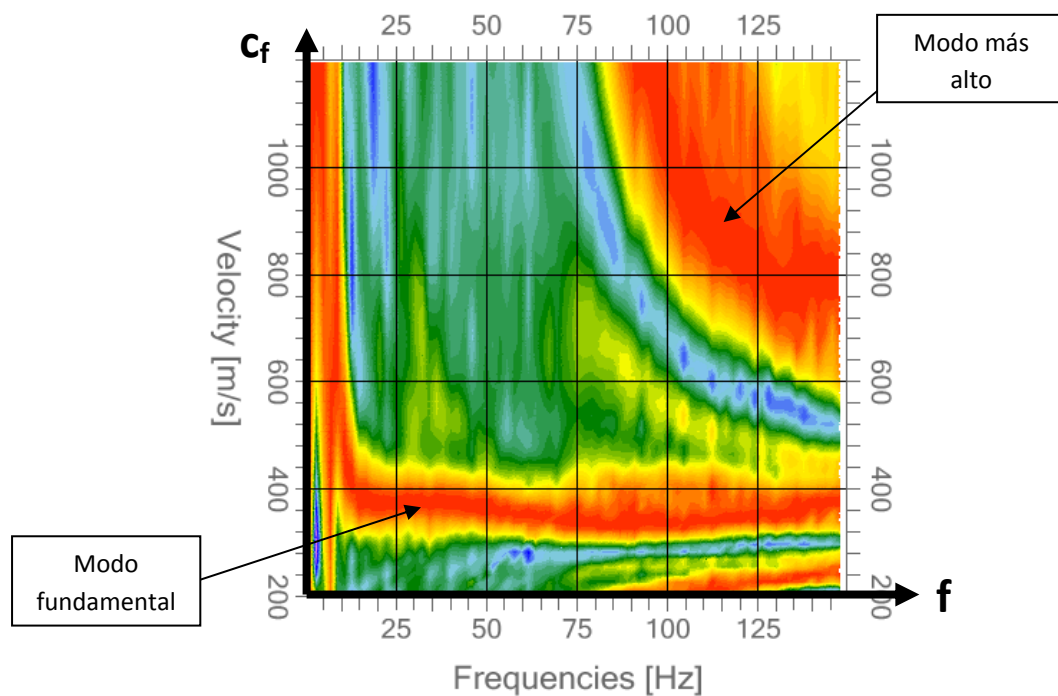 25 50 75 100 125
c_f
Modo más
alto
1000 1000
800 800
Velocity [m/s]
600 600
400 400
Modo
fundamental
200 200
f
25 50 75 100 125
Frequencies [Hz]